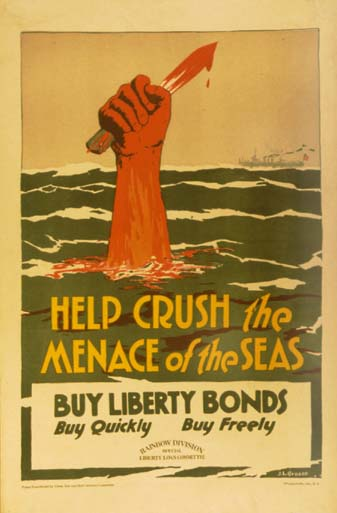 HELP CRUSH the
MENACE of the SEAS
BUY LIBERTY BONDS
Buy Quickly Buy Freely
RAINBOW DIVISION
SPECIAL
LIBERTY LOAN COMMITTEE